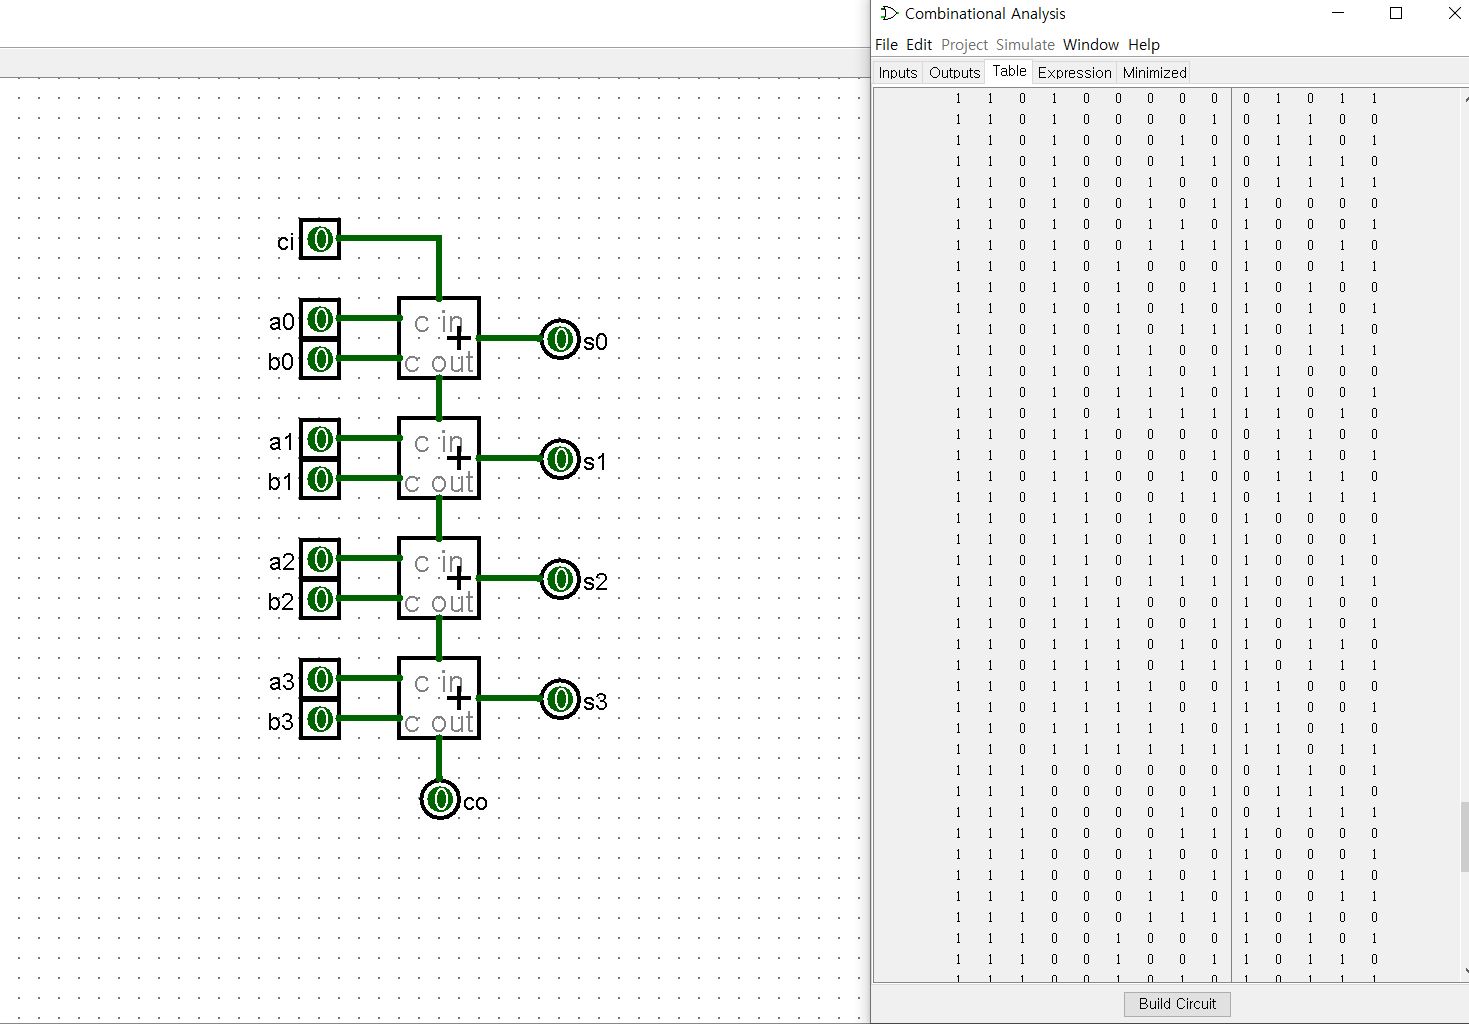 Combinational Analysis
File Edit Project Simulate Window Help
Inputs Outputs Table Expression Minimized
1 1 0 1 0 0 0 0 0 0 1 0 1 1
1 1 0 1 0 0 0 0 1 0 1 1 0 0
1 1 0 1 0 0 0 1 0 0 1 1 0 1
1 1 0 1 0 0 0 1 1 0 1 1 1 0
1 1 0 1 0 0 1 0 0 0 1 1 1 1
1 1 0 1 0 0 1 0 1 1 0 0 0 0
1 1 0 1 0 0 1 1 0 1 0 0 0 1
1 1 0 1 0 0 1 1 1 1 0 0 1 0
1 1 0 1 0 1 0 0 0 1 0 0 1 1
1 1 0 1 0 1 0 0 1 1 0 1 0 0
1 1 0 1 0 1 0 1 0 1 0 1 0 1
1 1 0 1 0 1 0 1 1 1 0 1 1 0
1 1 0 1 0 1 1 0 0 1 0 1 1 1
1 1 0 1 0 1 1 0 1 1 1 0 0 0
1 1 0 1 0 1 1 1 0 1 1 0 0 1
1 1 0 1 0 1 1 1 1 1 1 0 1 0
1 1 0 1 1 0 0 0 0 0 1 1 0 0
1 1 0 1 1 0 0 0 1 0 1 1 0 1
1 1 0 1 1 0 0 1 0 0 1 1 1 0
1 1 0 1 1 0 0 1 1 0 1 1 1 1
1 1 0 1 1 0 1 0 0 1 0 0 0 0
1 1 0 1 1 0 1 0 1 1 0 0 0 1
1 1 0 1 1 0 1 1 0 1 0 0 1 0
1 1 0 1 1 0 1 1 1 1 0 0 1 1
1 1 0 1 1 1 0 0 0 1 0 1 0 0
1 1 0 1 1 1 0 0 1 1 0 1 0 1
1 1 0 1 1 1 0 1 0 1 0 1 1 0
1 1 0 1 1 1 0 1 1 1 0 1 1 1
1 1 0 1 1 1 1 0 0 1 1 0 0 0
1 1 0 1 1 1 1 0 1 1 1 0 0 1
1 1 0 1 1 1 1 1 0 1 1 0 1 0
1 1 0 1 1 1 1 1 1 1 1 0 1 1
1 1 1 0 0 0 0 0 0 0 1 1 0 1
1 1 1 0 0 0 0 0 1 0 1 1 1 0
1 1 1 0 0 0 0 1 0 0 1 1 1 1
1 1 1 0 0 0 0 1 1 1 0 0 0 0
1 1 1 0 0 0 1 0 0 1 0 0 0 1
1 1 1 0 0 0 1 0 1 1 0 0 1 0
1 1 1 0 0 0 1 1 0 1 0 0 1 1
1 1 1 0 0 0 1 1 1 1 0 1 0 0
1 1 1 0 0 1 0 0 0 1 0 1 0 1
1 1 1 0 0 1 0 0 1 1 0 1 1 0
1 1 1 0 0 1 0 1 0 1 0 1 1 1
Build Circuit
ci 0
a0 0
b0 0
c in
+
c out
0 s0
a1 0
b1 0
c in
+
c out
0 s1
a2 0
b2 0
c in
+
c out
0 s2
a3 0
b3 0
c in
+
c out
0 s3
0 co